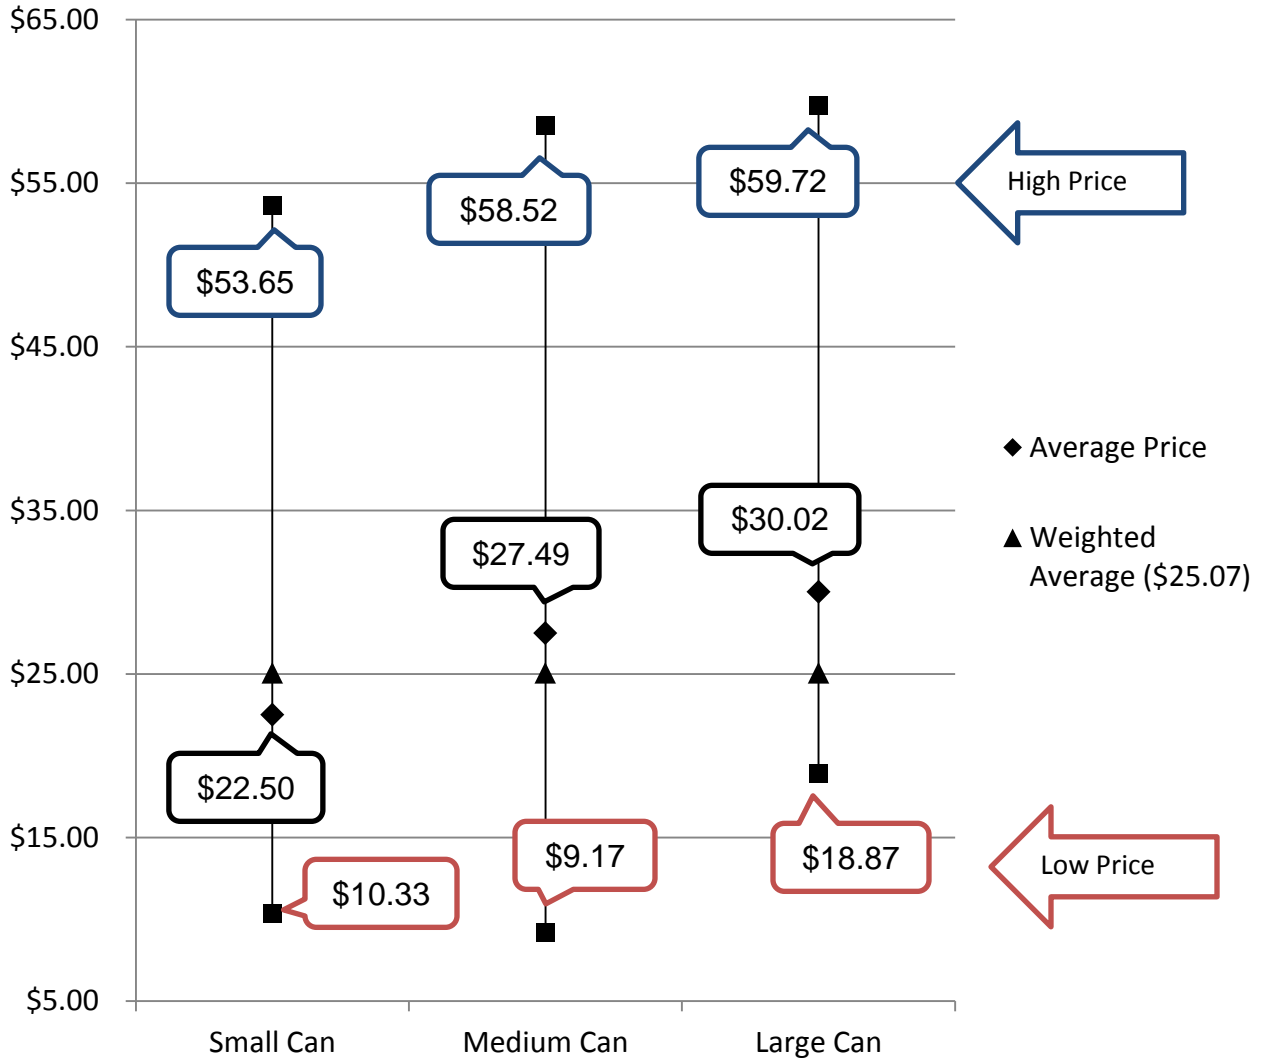 $65.00
$55.00
$45.00
$35.00
$25.00
$15.00
$5.00
$53.65
$58.52
$59.72
High Price
$22.50
$27.49
$30.02
Average Price
Weighted
Average ($25.07)
$10.33
$9.17
$18.87
Low Price
Small Can
Medium Can
Large Can